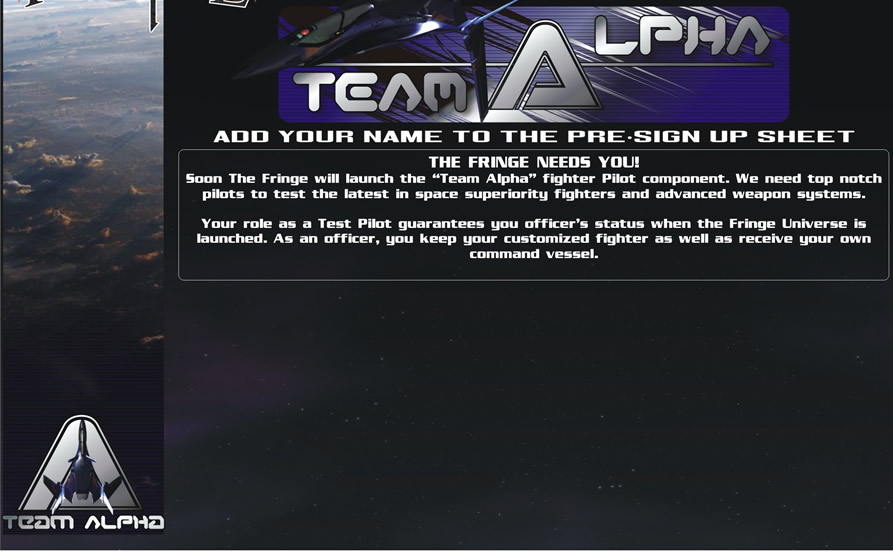 TEAM ALPHA
ADD YOUR NAME TO THE PRE-SIGN UP SHEET
THE FRINGE NEEDS YOU!
Soon The Fringe will launch the “Team Alpha” fighter Pilot component. We need top notch
pilots to test the latest in space superiority fighters and advanced weapon systems.
Your role as a Test Pilot guarantees you officer’s status when the Fringe Universe is
launched. As an officer, you keep your customized fighter as well as receive your own
command vessel.
TEAM ALPHA